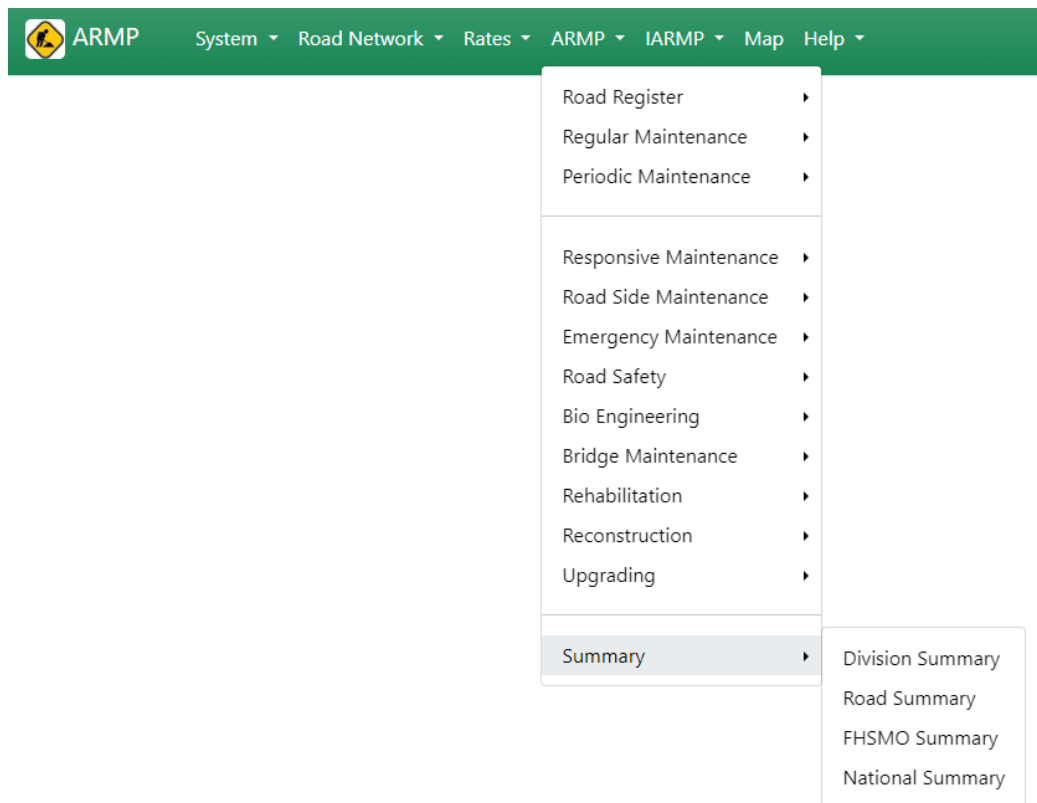 ARMP System Road Network Rates ARMP IARMP Map Help
Road Register
Regular Maintenance
Periodic Maintenance
Responsive Maintenance
Road Side Maintenance
Emergency Maintenance
Road Safety
Bio Engineering
Bridge Maintenance
Rehabilitation
Reconstruction
Upgrading
Summary
Division Summary
Road Summary
FHSMO Summary
National Summary